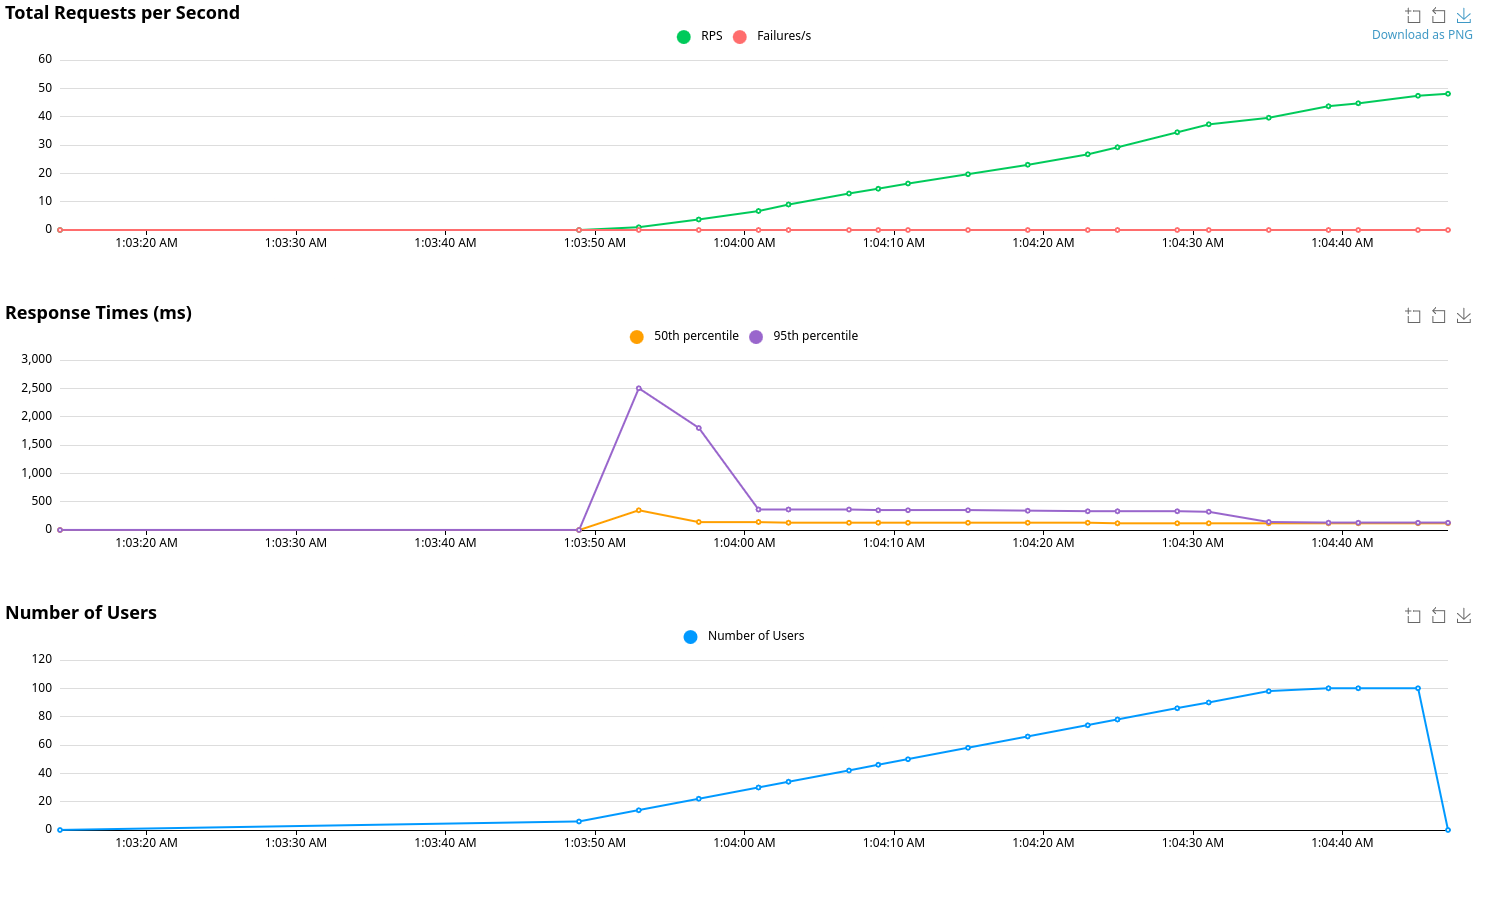 Total Requests per Second
Download as PNG
RPS Failures/s
60
50
40
30
20
10
0
1:03:20 AM 1:03:30 AM 1:03:40 AM 1:03:50 AM 1:04:00 AM 1:04:10 AM 1:04:20 AM 1:04:30 AM 1:04:40 AM
Response Times (ms)
50th percentile 95th percentile
3,000
2,500
2,000
1,500
1,000
500
0
1:03:20 AM 1:03:30 AM 1:03:40 AM 1:03:50 AM 1:04:00 AM 1:04:10 AM 1:04:20 AM 1:04:30 AM 1:04:40 AM
Number of Users
Number of Users
120
100
80
60
40
20
0
1:03:20 AM 1:03:30 AM 1:03:40 AM 1:03:50 AM 1:04:00 AM 1:04:10 AM 1:04:20 AM 1:04:30 AM 1:04:40 AM